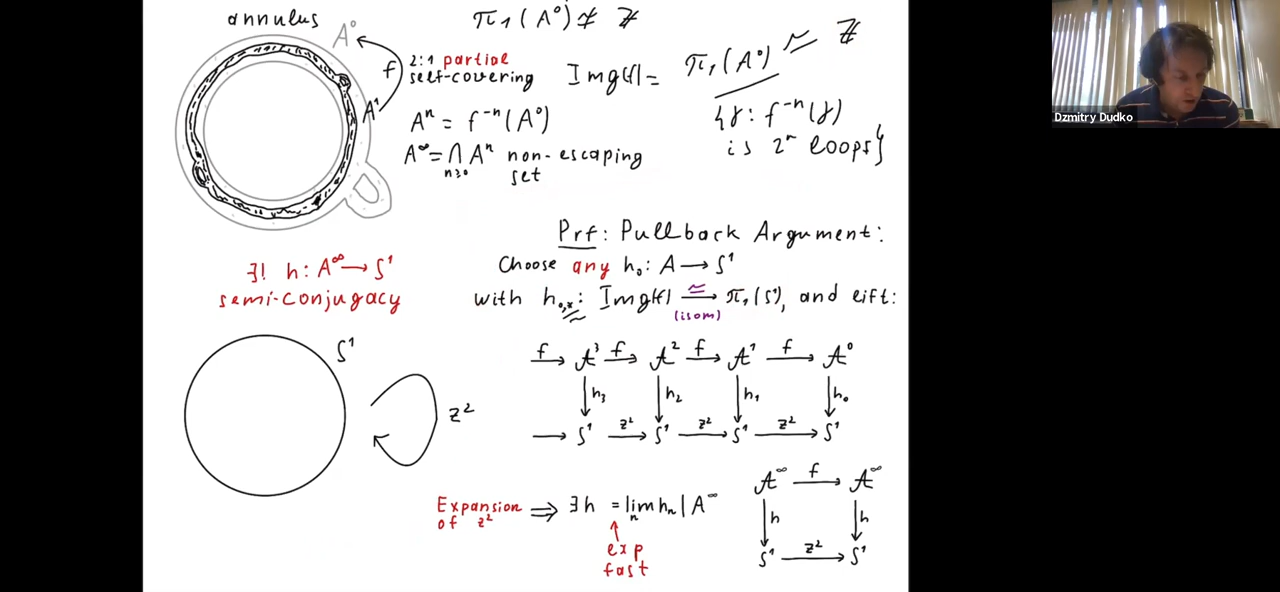 annulus
A⁰
π₁(A⁰) ≄ ℤ
f
2:1 partial
self-covering
A¹
Img(f) = π₁(A⁰) ≃ ℤ
{γ: f⁻ⁿ(γ)
is 2ⁿ loops}
Aⁿ = f⁻ⁿ(A⁰)
A^∞ = ⋂ Aⁿ non-escaping
n≥0 set
∃! h: A^∞ → S¹
semi-conjugacy
S¹
z²
Prf: Pullback Argument:
Choose any h₀: A → S¹
with h₀,*: Img(f) ≃→ π₁(S¹), and lift:
(isom)
f→ A³ f→ A² f→ A¹ f→ A⁰
↓h₃ ↓h₂ ↓h₁ ↓h₀
→ S¹ z²→ S¹ z²→ S¹ z²→ S¹
Expansion
of z²
⇒ ∃ h = lim hₙ | A^∞
n
↑
exp
fast
A^∞ f→ A^∞
↓h ↓h
S¹ z²→ S¹
Dzmitry Dudko